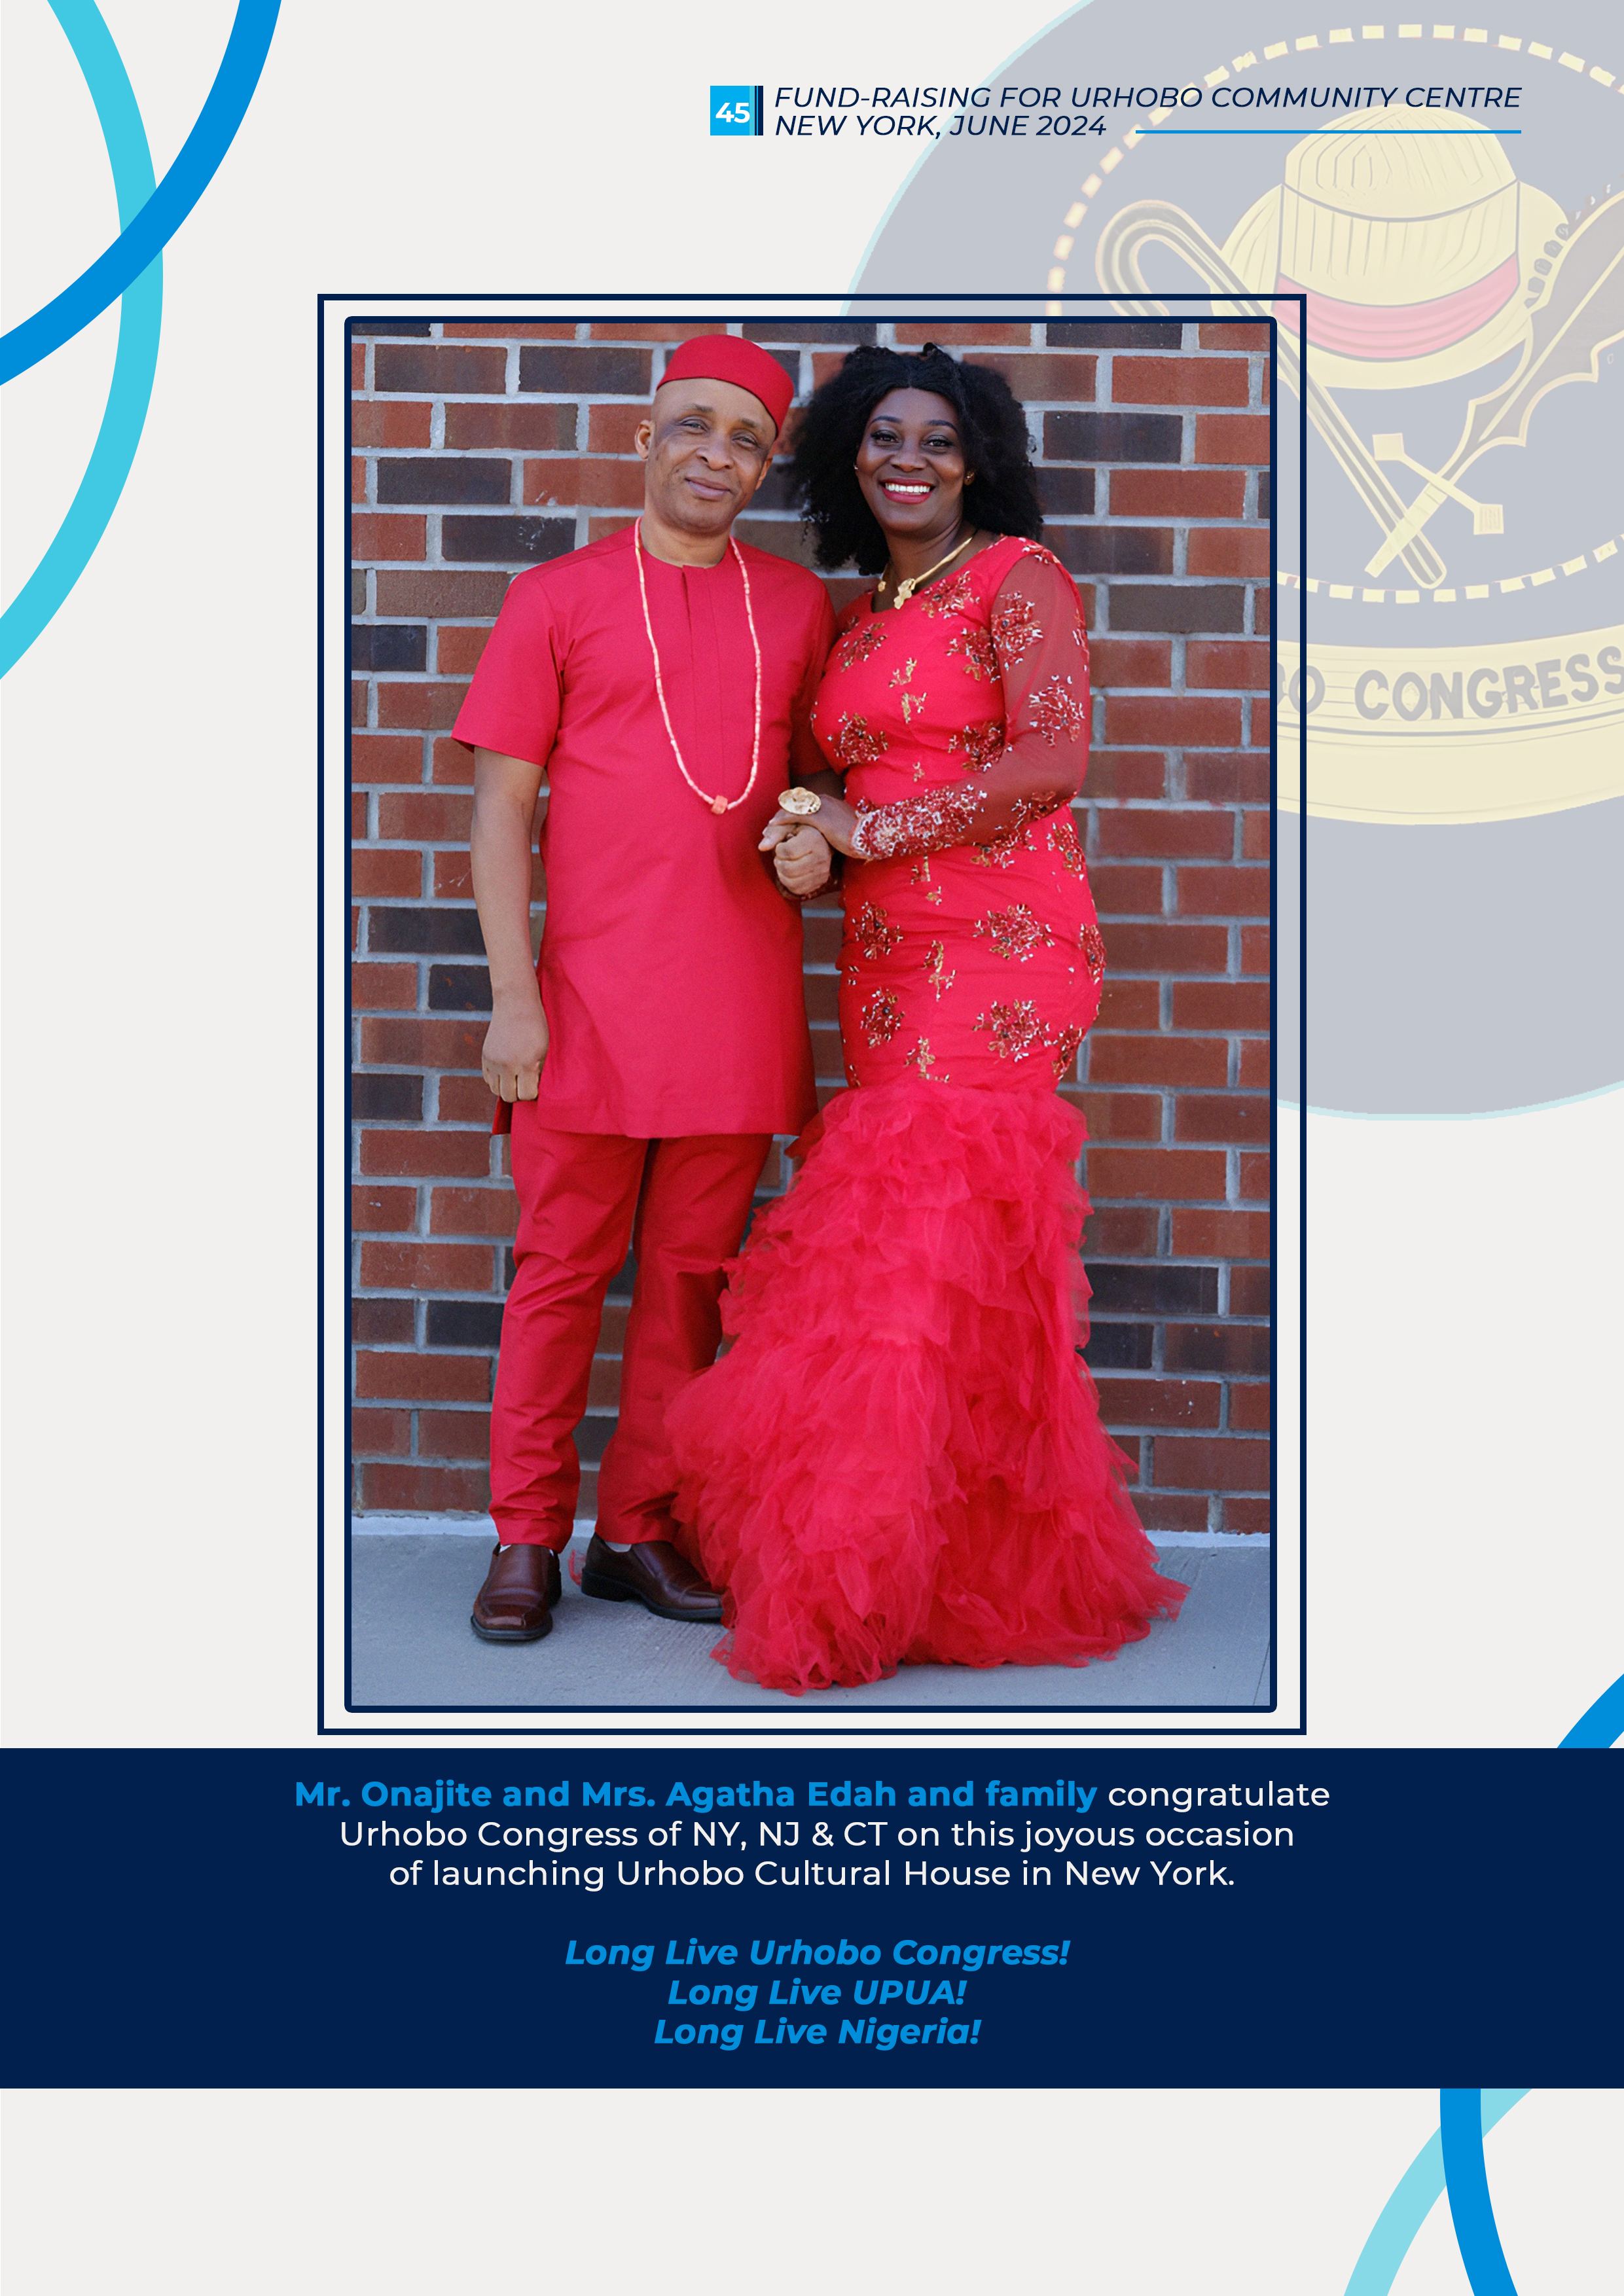 45
FUND-RAISING FOR URHOBO COMMUNITY CENTRE
NEW YORK, JUNE 2024
CONGRESS
Mr. Onajite and Mrs. Agatha Edah and family congratulate
Urhobo Congress of NY, NJ & CT on this joyous occasion
of launching Urhobo Cultural House in New York.
Long Live Urhobo Congress!
Long Live UPUA!
Long Live Nigeria!